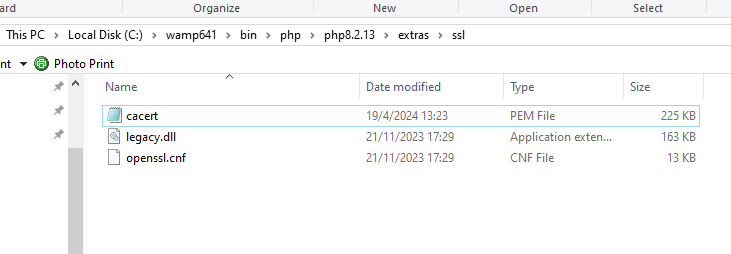 ard Organize New Open Select
This PC > Local Disk (C:) > wamp641 > bin > php > php8.2.13 > extras > ssl
nt Photo Print
Name Date modified Type Size
cacert 19/4/2024 13:23 PEM File 225 KB
legacy.dll 21/11/2023 17:29 Application exten... 163 KB
openssl.cnf 21/11/2023 17:29 CNF File 13 KB